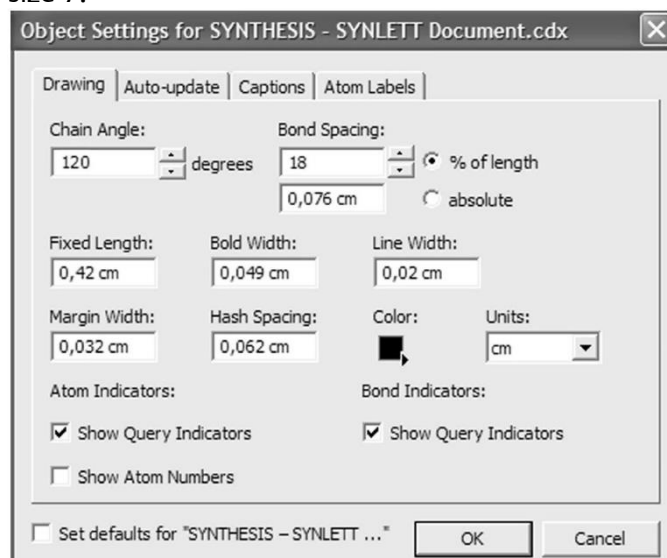 Object Settings for SYNTHESIS - SYNLETT Document.cdx
Drawing Auto-update Captions Atom Labels
Chain Angle: Bond Spacing:
120 degrees 18 % of length
0,076 cm absolute
Fixed Length: Bold Width: Line Width:
0,42 cm 0,049 cm 0,02 cm
Margin Width: Hash Spacing: Color: Units:
0,032 cm 0,062 cm cm
Atom Indicators: Bond Indicators:
Show Query Indicators Show Query Indicators
Show Atom Numbers
Set defaults for "SYNTHESIS – SYNLETT ..." OK Cancel